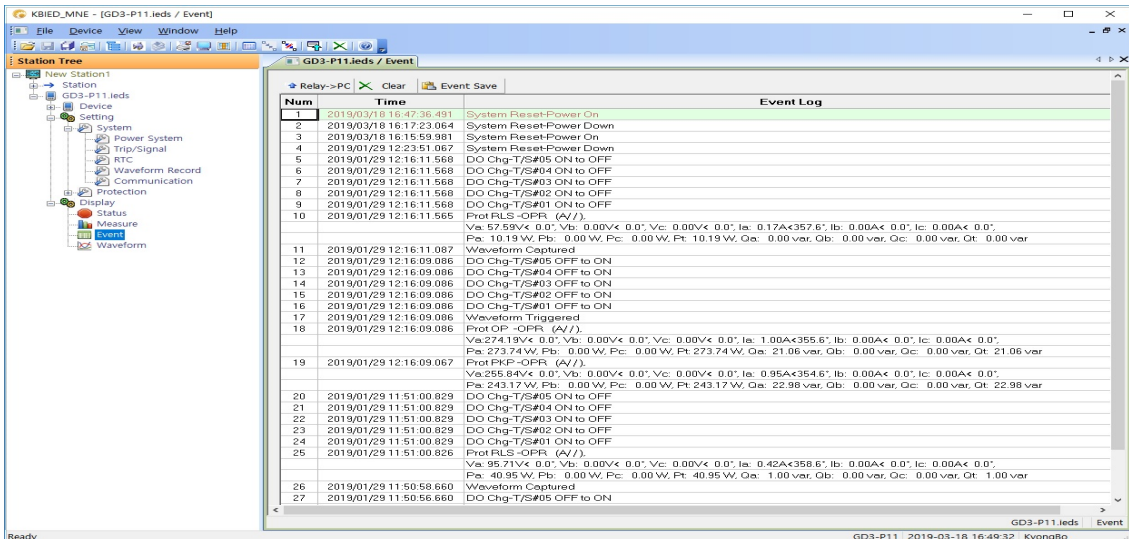 KBIED_MNE - [GD3-P11.ieds / Event]
File Device View Window Help
Station Tree
GD3-P11.ieds / Event
New Station1
Station
GD3-P11.ieds
Device
Setting
System
Power System
Trip/Signal
RTC
Waveform Record
Communication
Protection
Display
Status
Measure
Event
Waveform
Relay->PC Clear Event Save
Num Time Event Log
1 2019/03/18 16:47:36.491 System Reset-Power On
2 2019/03/18 16:17:23.064 System Reset-Power Down
3 2019/03/18 16:15:59.981 System Reset-Power On
4 2019/01/29 12:23:51.067 System Reset-Power Down
5 2019/01/29 12:16:11.568 DO Chg-T/S#05 ON to OFF
6 2019/01/29 12:16:11.568 DO Chg-T/S#04 ON to OFF
7 2019/01/29 12:16:11.568 DO Chg-T/S#03 ON to OFF
8 2019/01/29 12:16:11.568 DO Chg-T/S#02 ON to OFF
9 2019/01/29 12:16:11.568 DO Chg-T/S#01 ON to OFF
10 2019/01/29 12:16:11.565 Prot RLS -OPR (A//),
Va: 57.59V< 0.0°, Vb: 0.00V< 0.0°, Vc: 0.00V< 0.0°, Ia: 0.17A<357.6°, Ib: 0.00A< 0.0°, Ic: 0.00A< 0.0°,
Pa: 10.19 W, Pb: 0.00 W, Pc: 0.00 W, Pt: 10.19 W, Qa: 0.00 var, Qb: 0.00 var, Qc: 0.00 var, Qt: 0.00 var
11 2019/01/29 12:16:11.087 Waveform Captured
12 2019/01/29 12:16:09.086 DO Chg-T/S#05 OFF to ON
13 2019/01/29 12:16:09.086 DO Chg-T/S#04 OFF to ON
14 2019/01/29 12:16:09.086 DO Chg-T/S#03 OFF to ON
15 2019/01/29 12:16:09.086 DO Chg-T/S#02 OFF to ON
16 2019/01/29 12:16:09.086 DO Chg-T/S#01 OFF to ON
17 2019/01/29 12:16:09.086 Waveform Triggered
18 2019/01/29 12:16:09.086 Prot OP -OPR (A//),
Va:274.19V< 0.0°, Vb: 0.00V< 0.0°, Vc: 0.00V< 0.0°, Ia: 1.00A<355.6°, Ib: 0.00A< 0.0°, Ic: 0.00A< 0.0°,
Pa: 273.74 W, Pb: 0.00 W, Pc: 0.00 W, Pt: 273.74 W, Qa: 21.06 var, Qb: 0.00 var, Qc: 0.00 var, Qt: 21.06 var
19 2019/01/29 12:16:09.067 Prot PKP -OPR (A//),
Va:255.84V< 0.0°, Vb: 0.00V< 0.0°, Vc: 0.00V< 0.0°, Ia: 0.95A<354.6°, Ib: 0.00A< 0.0°, Ic: 0.00A< 0.0°,
Pa: 243.17 W, Pb: 0.00 W, Pc: 0.00 W, Pt: 243.17 W, Qa: 22.98 var, Qb: 0.00 var, Qc: 0.00 var, Qt: 22.98 var
20 2019/01/29 11:51:00.829 DO Chg-T/S#05 ON to OFF
21 2019/01/29 11:51:00.829 DO Chg-T/S#04 ON to OFF
22 2019/01/29 11:51:00.829 DO Chg-T/S#03 ON to OFF
23 2019/01/29 11:51:00.829 DO Chg-T/S#02 ON to OFF
24 2019/01/29 11:51:00.829 DO Chg-T/S#01 ON to OFF
25 2019/01/29 11:51:00.826 Prot RLS -OPR (A//),
Va: 95.71V< 0.0°, Vb: 0.00V< 0.0°, Vc: 0.00V< 0.0°, Ia: 0.42A<358.6°, Ib: 0.00A< 0.0°, Ic: 0.00A< 0.0°,
Pa: 40.95 W, Pb: 0.00 W, Pc: 0.00 W, Pt: 40.95 W, Qa: 1.00 var, Qb: 0.00 var, Qc: 0.00 var, Qt: 1.00 var
26 2019/01/29 11:50:58.660 Waveform Captured
27 2019/01/29 11:50:56.660 DO Chg-T/S#05 OFF to ON
GD3-P11.ieds Event
Ready GD3-P11 2019-03-18 16:49:32 KyongBo